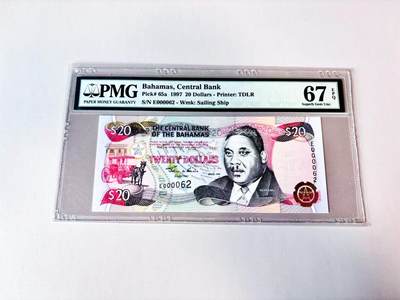 PMG
PAPER MONEY GUARANTY
Bahamas, Central Bank
Pick# 65a 1997 20 Dollars - Printer: TDLR
S/N E000062 - Wmk: Sailing Ship
67 EPQ
Superb Gem Unc
$20
THE CENTRAL BANK
OF THE BAHAMAS
$20
TWENTY DOLLARS
E000062
$20
E000062